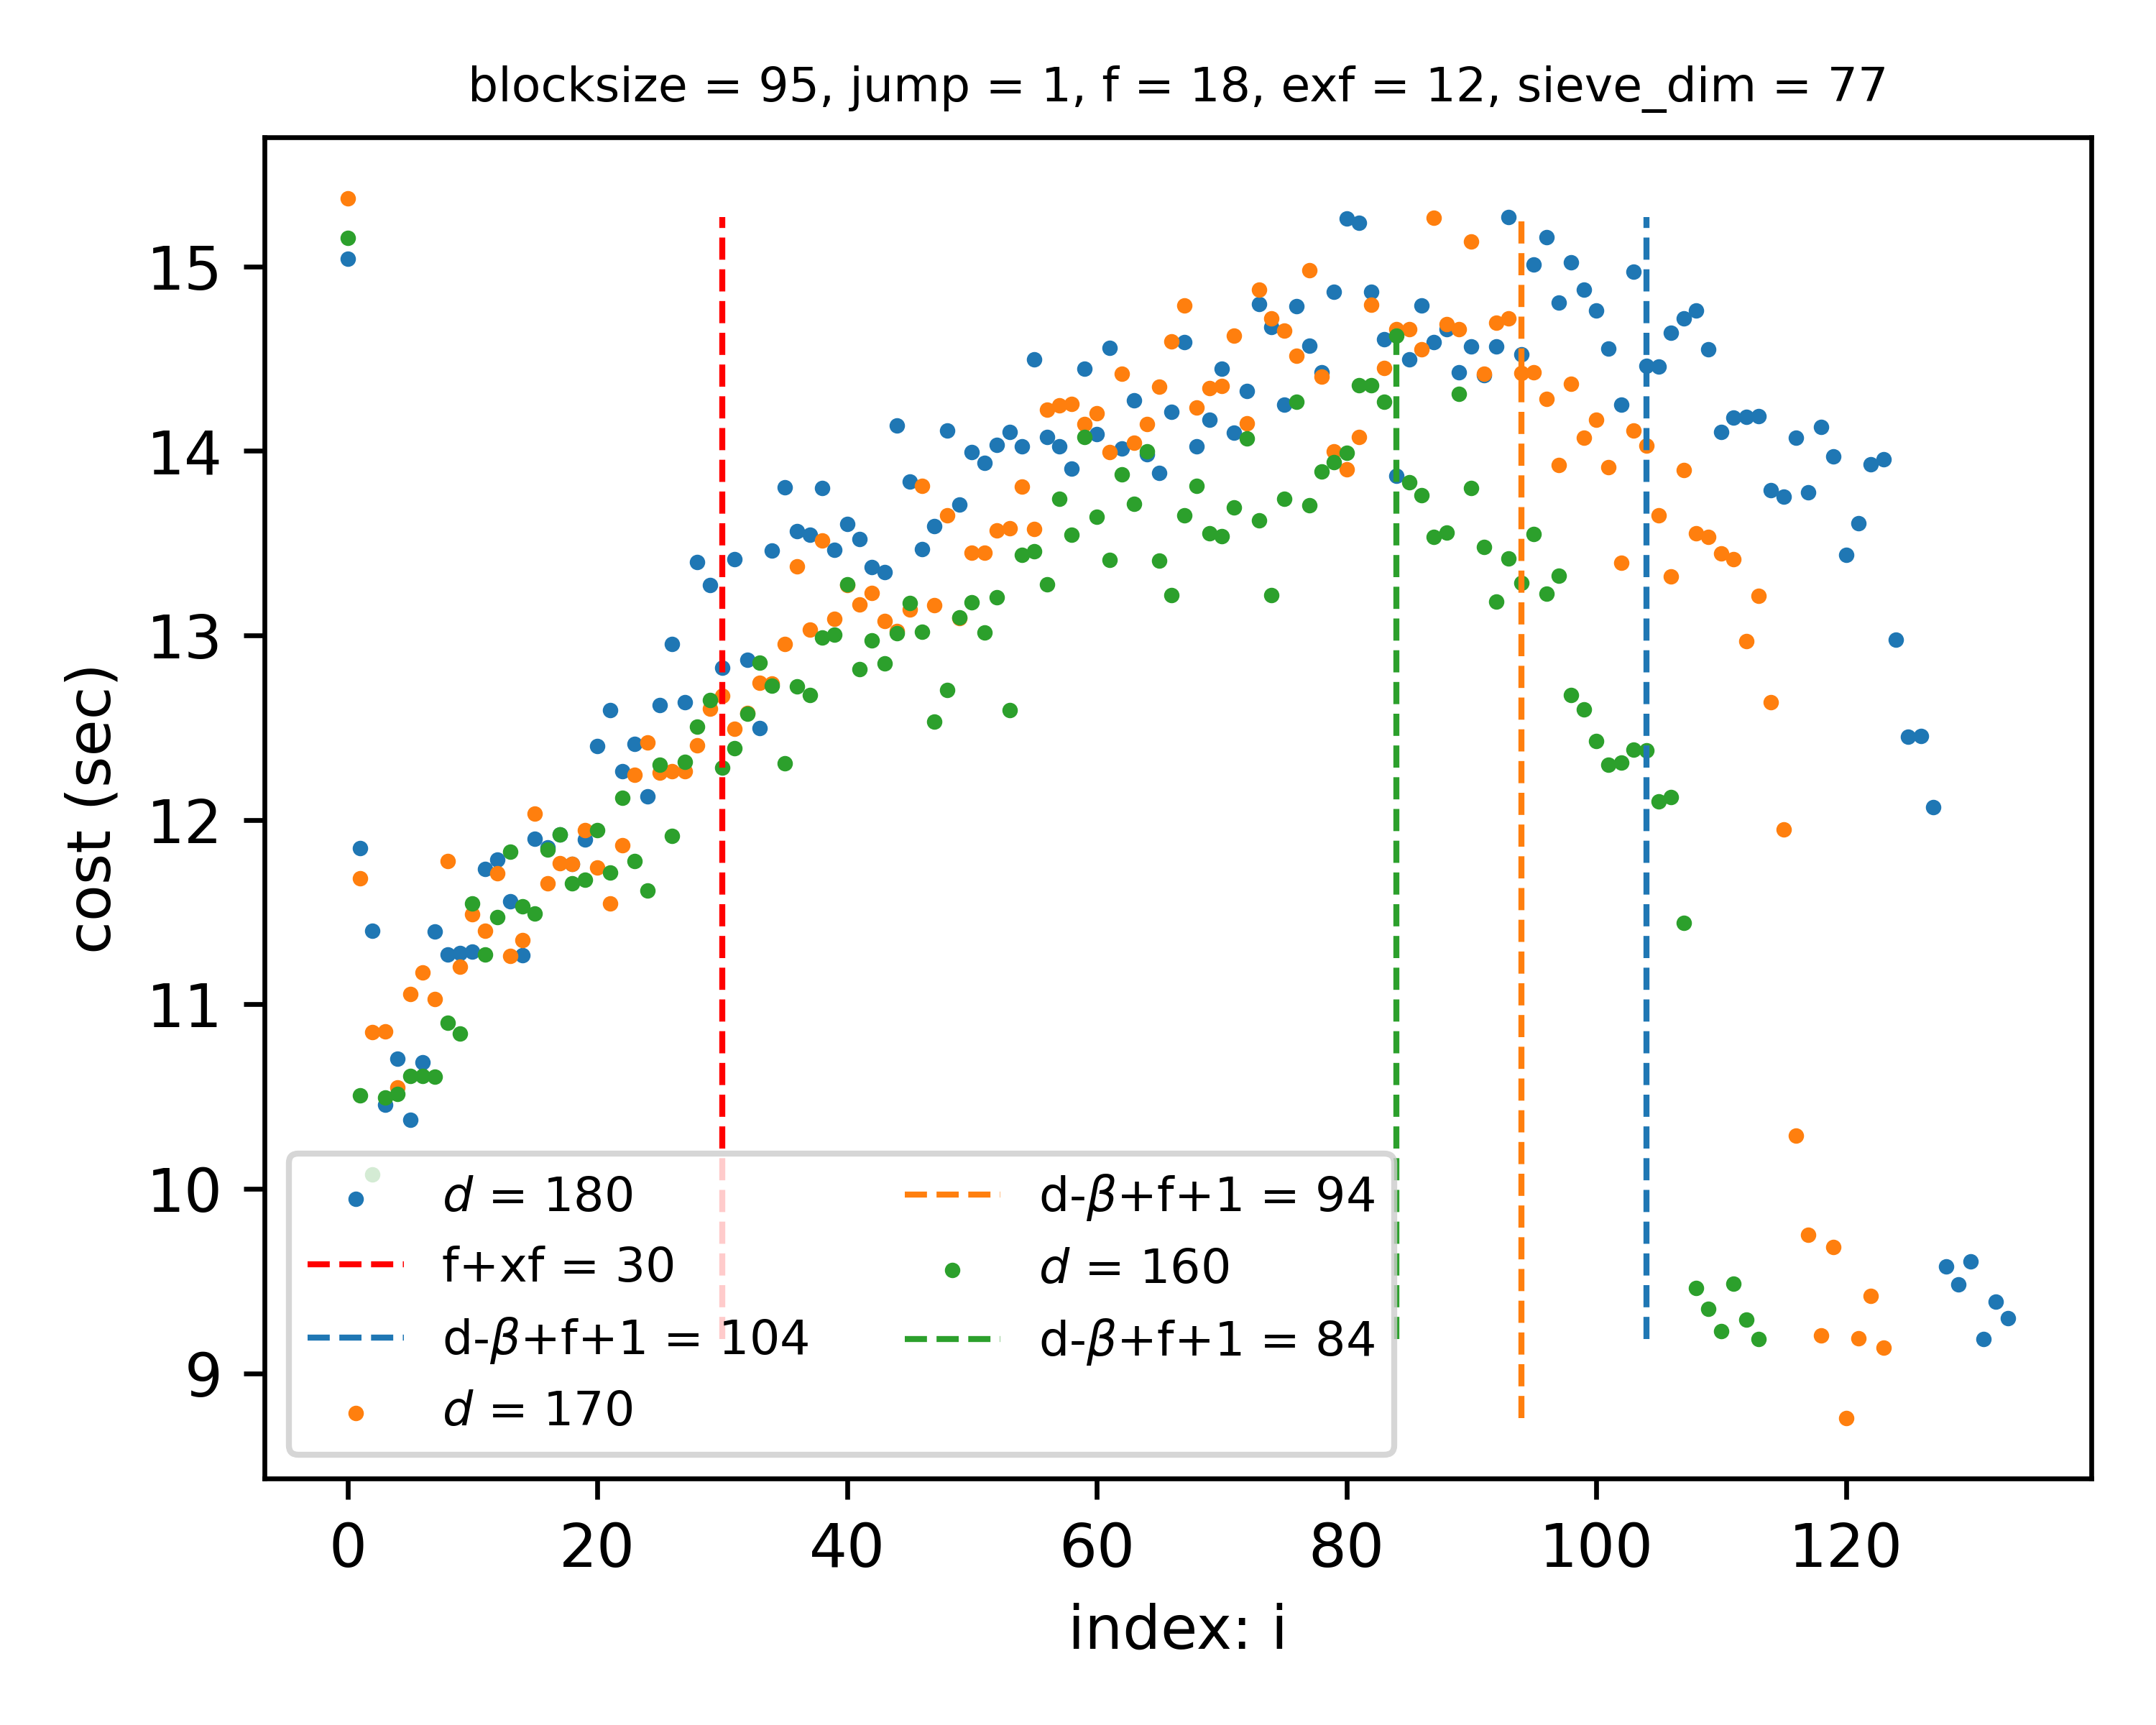 blocksize = 95, jump = 1, f = 18, exf = 12, sieve_dim = 77
15
14
13
12
11
10
9
cost (sec)
d = 180
f+xf = 30
d-β+f+1 = 104
d = 170
d-β+f+1 = 94
d = 160
d-β+f+1 = 84
0 20 40 60 80 100 120
index: i